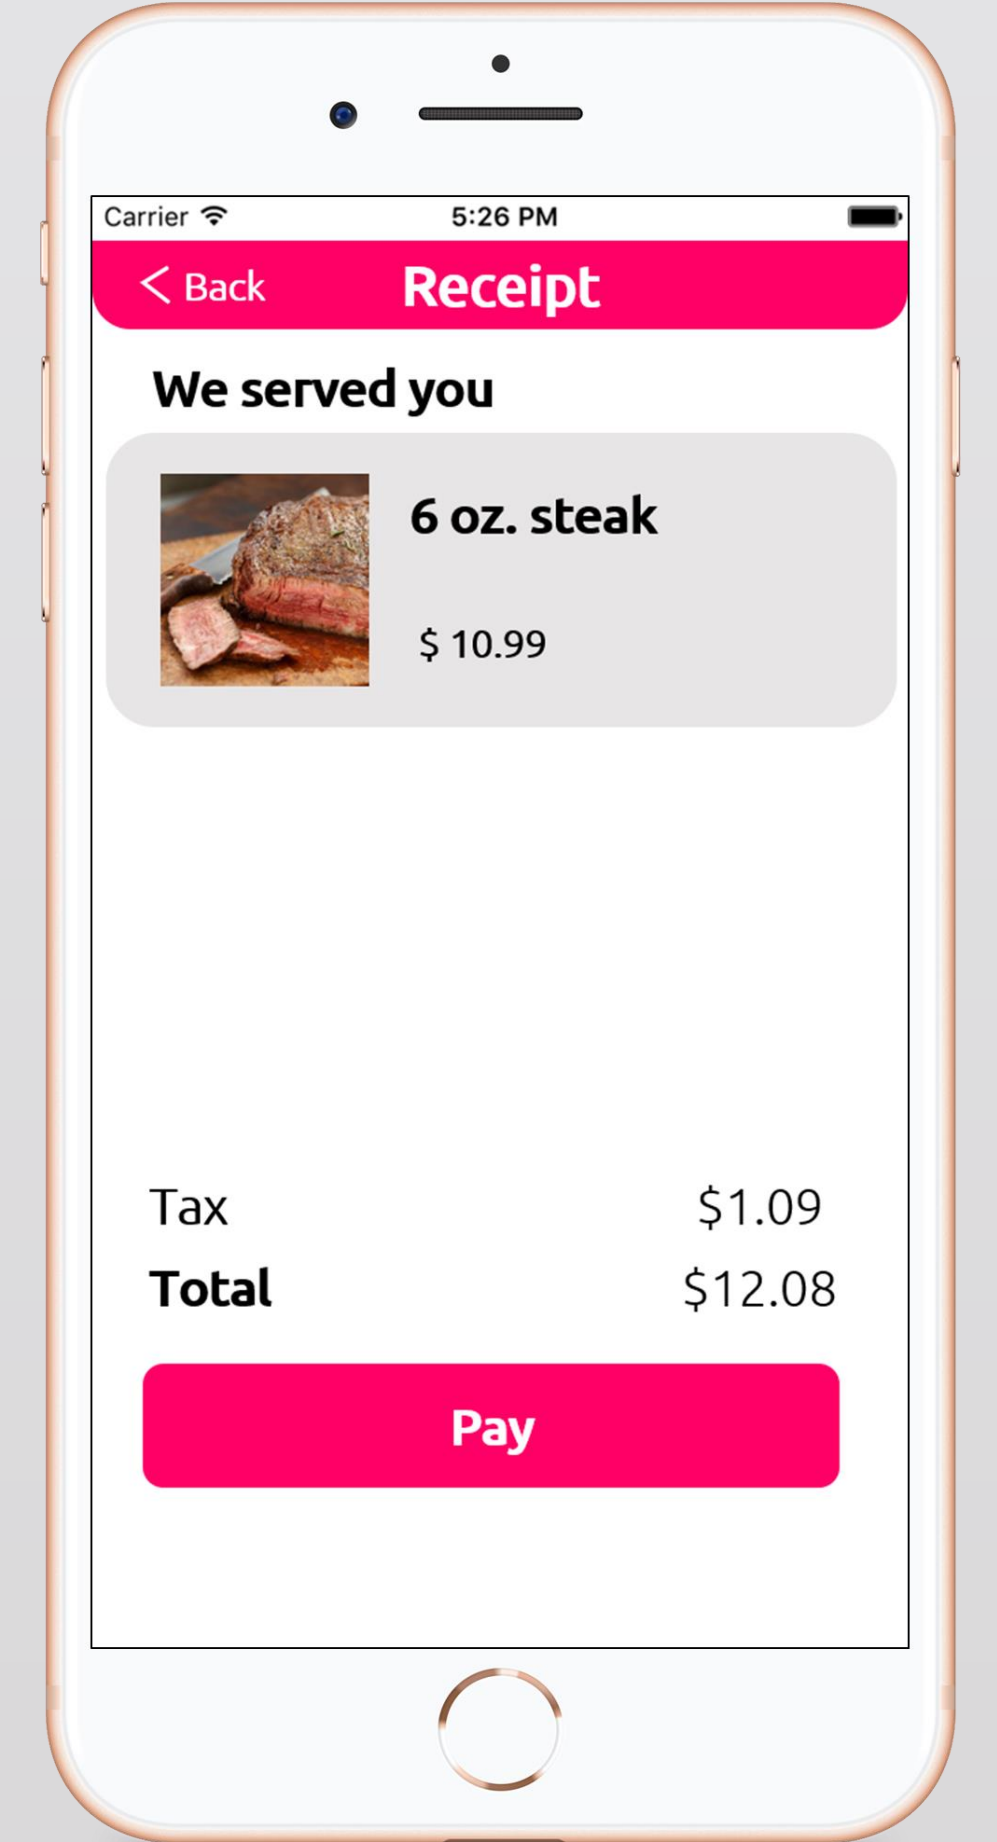 Carrier 5:26 PM
< Back Receipt
We served you
6 oz. steak
$ 10.99
Tax $1.09
Total $12.08
Pay